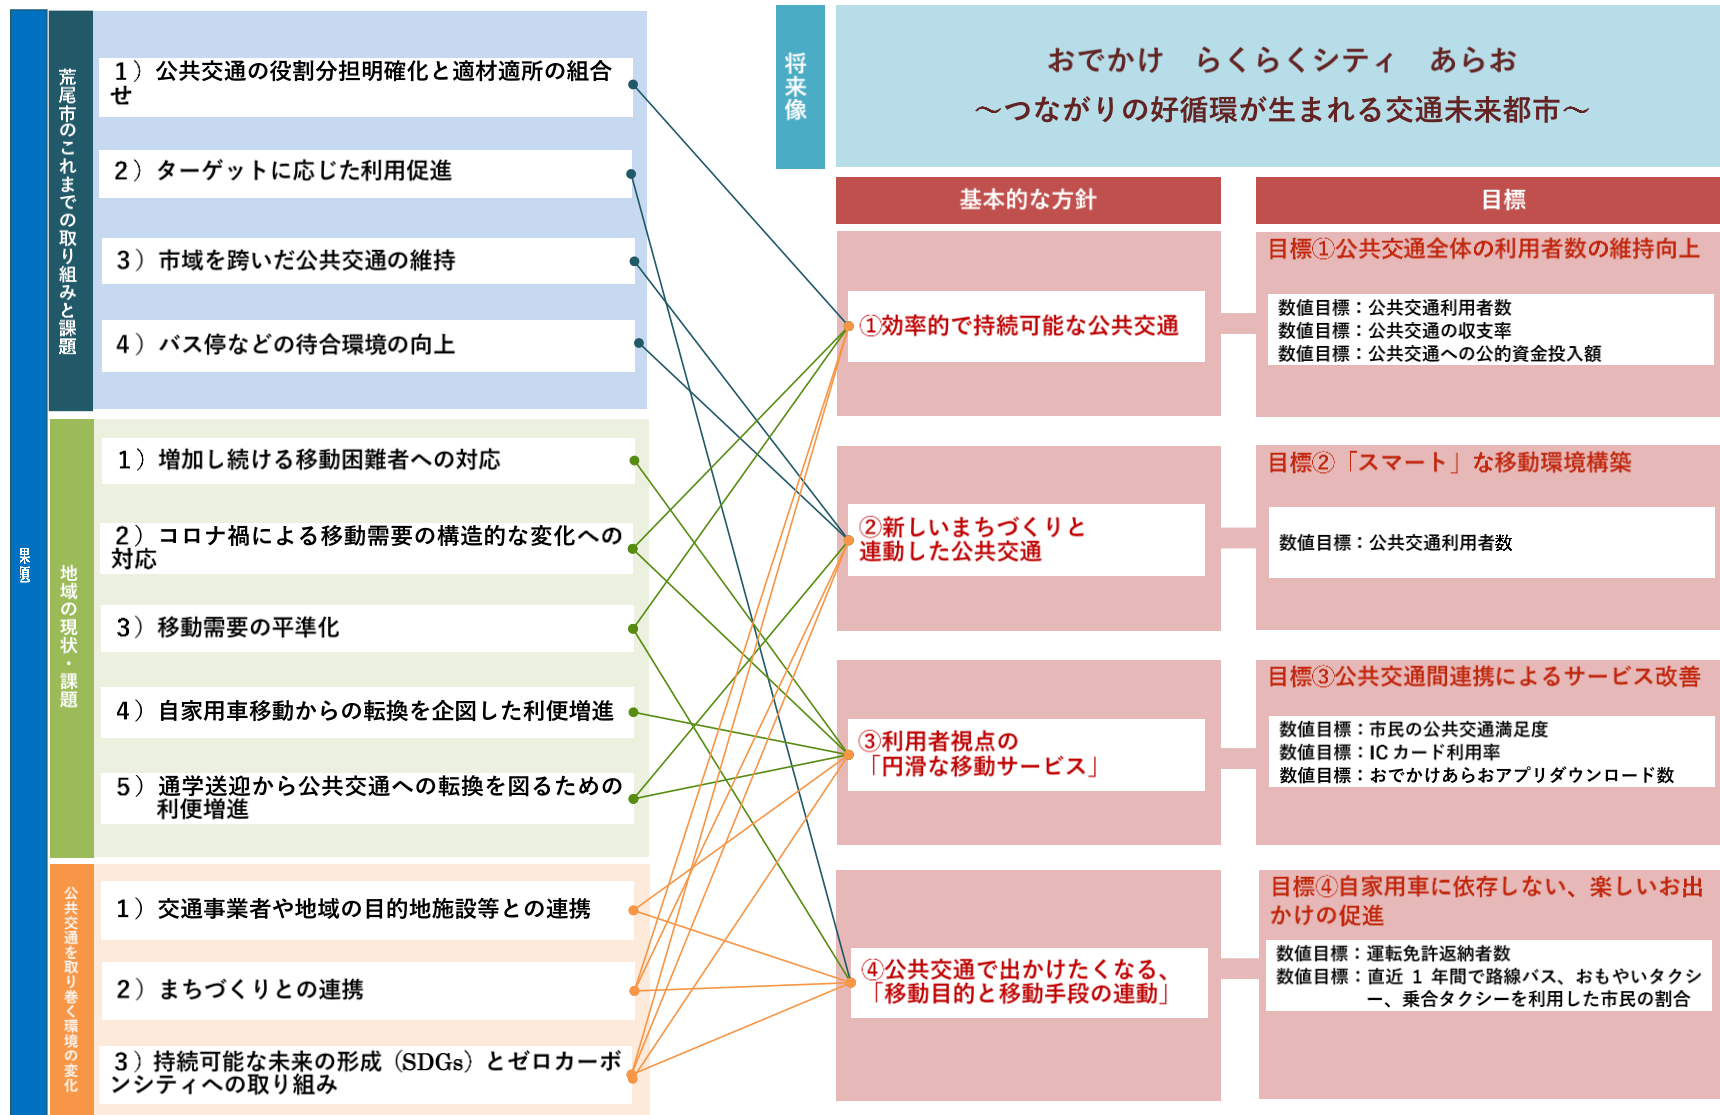 課題
荒尾市のこれまでの取り組みと課題
1）公共交通の役割分担明確化と適材適所の組合
せ
2）ターゲットに応じた利用促進
3）市域を跨いだ公共交通の維持
4）バス停などの待合環境の向上
地域の現状・課題
1）増加し続ける移動困難者への対応
2）コロナ禍による移動需要の構造的な変化への
対応
3）移動需要の平準化
4）自家用車移動からの転換を企図した利便増進
5）通学送迎から公共交通への転換を図るための
利便増進
公共交通を取り巻く環境の変化
1）交通事業者や地域の目的地施設等との連携
2）まちづくりとの連携
3）持続可能な未来の形成（SDGs）とゼロカーボ
ンシティへの取り組み
将来像
おでかけ　らくらくシティ　あらお
～つながりの好循環が生まれる交通未来都市～
基本的な方針
①効率的で持続可能な公共交通
②新しいまちづくりと
連動した公共交通
③利用者視点の
「円滑な移動サービス」
④公共交通で出かけたくなる、
「移動目的と移動手段の連動」
目標
目標①公共交通全体の利用者数の維持向上
数値目標：公共交通利用者数
数値目標：公共交通の収支率
数値目標：公共交通への公的資金投入額
目標②「スマート」な移動環境構築
数値目標：公共交通利用者数
目標③公共交通間連携によるサービス改善
数値目標：市民の公共交通満足度
数値目標：ICカード利用率
数値目標：おでかけあらおアプリダウンロード数
目標④自家用車に依存しない、楽しいお出
かけの促進
数値目標：運転免許返納者数
数値目標：直近 1 年間で路線バス、おもやいタクシ
ー、乗合タクシーを利用した市民の割合